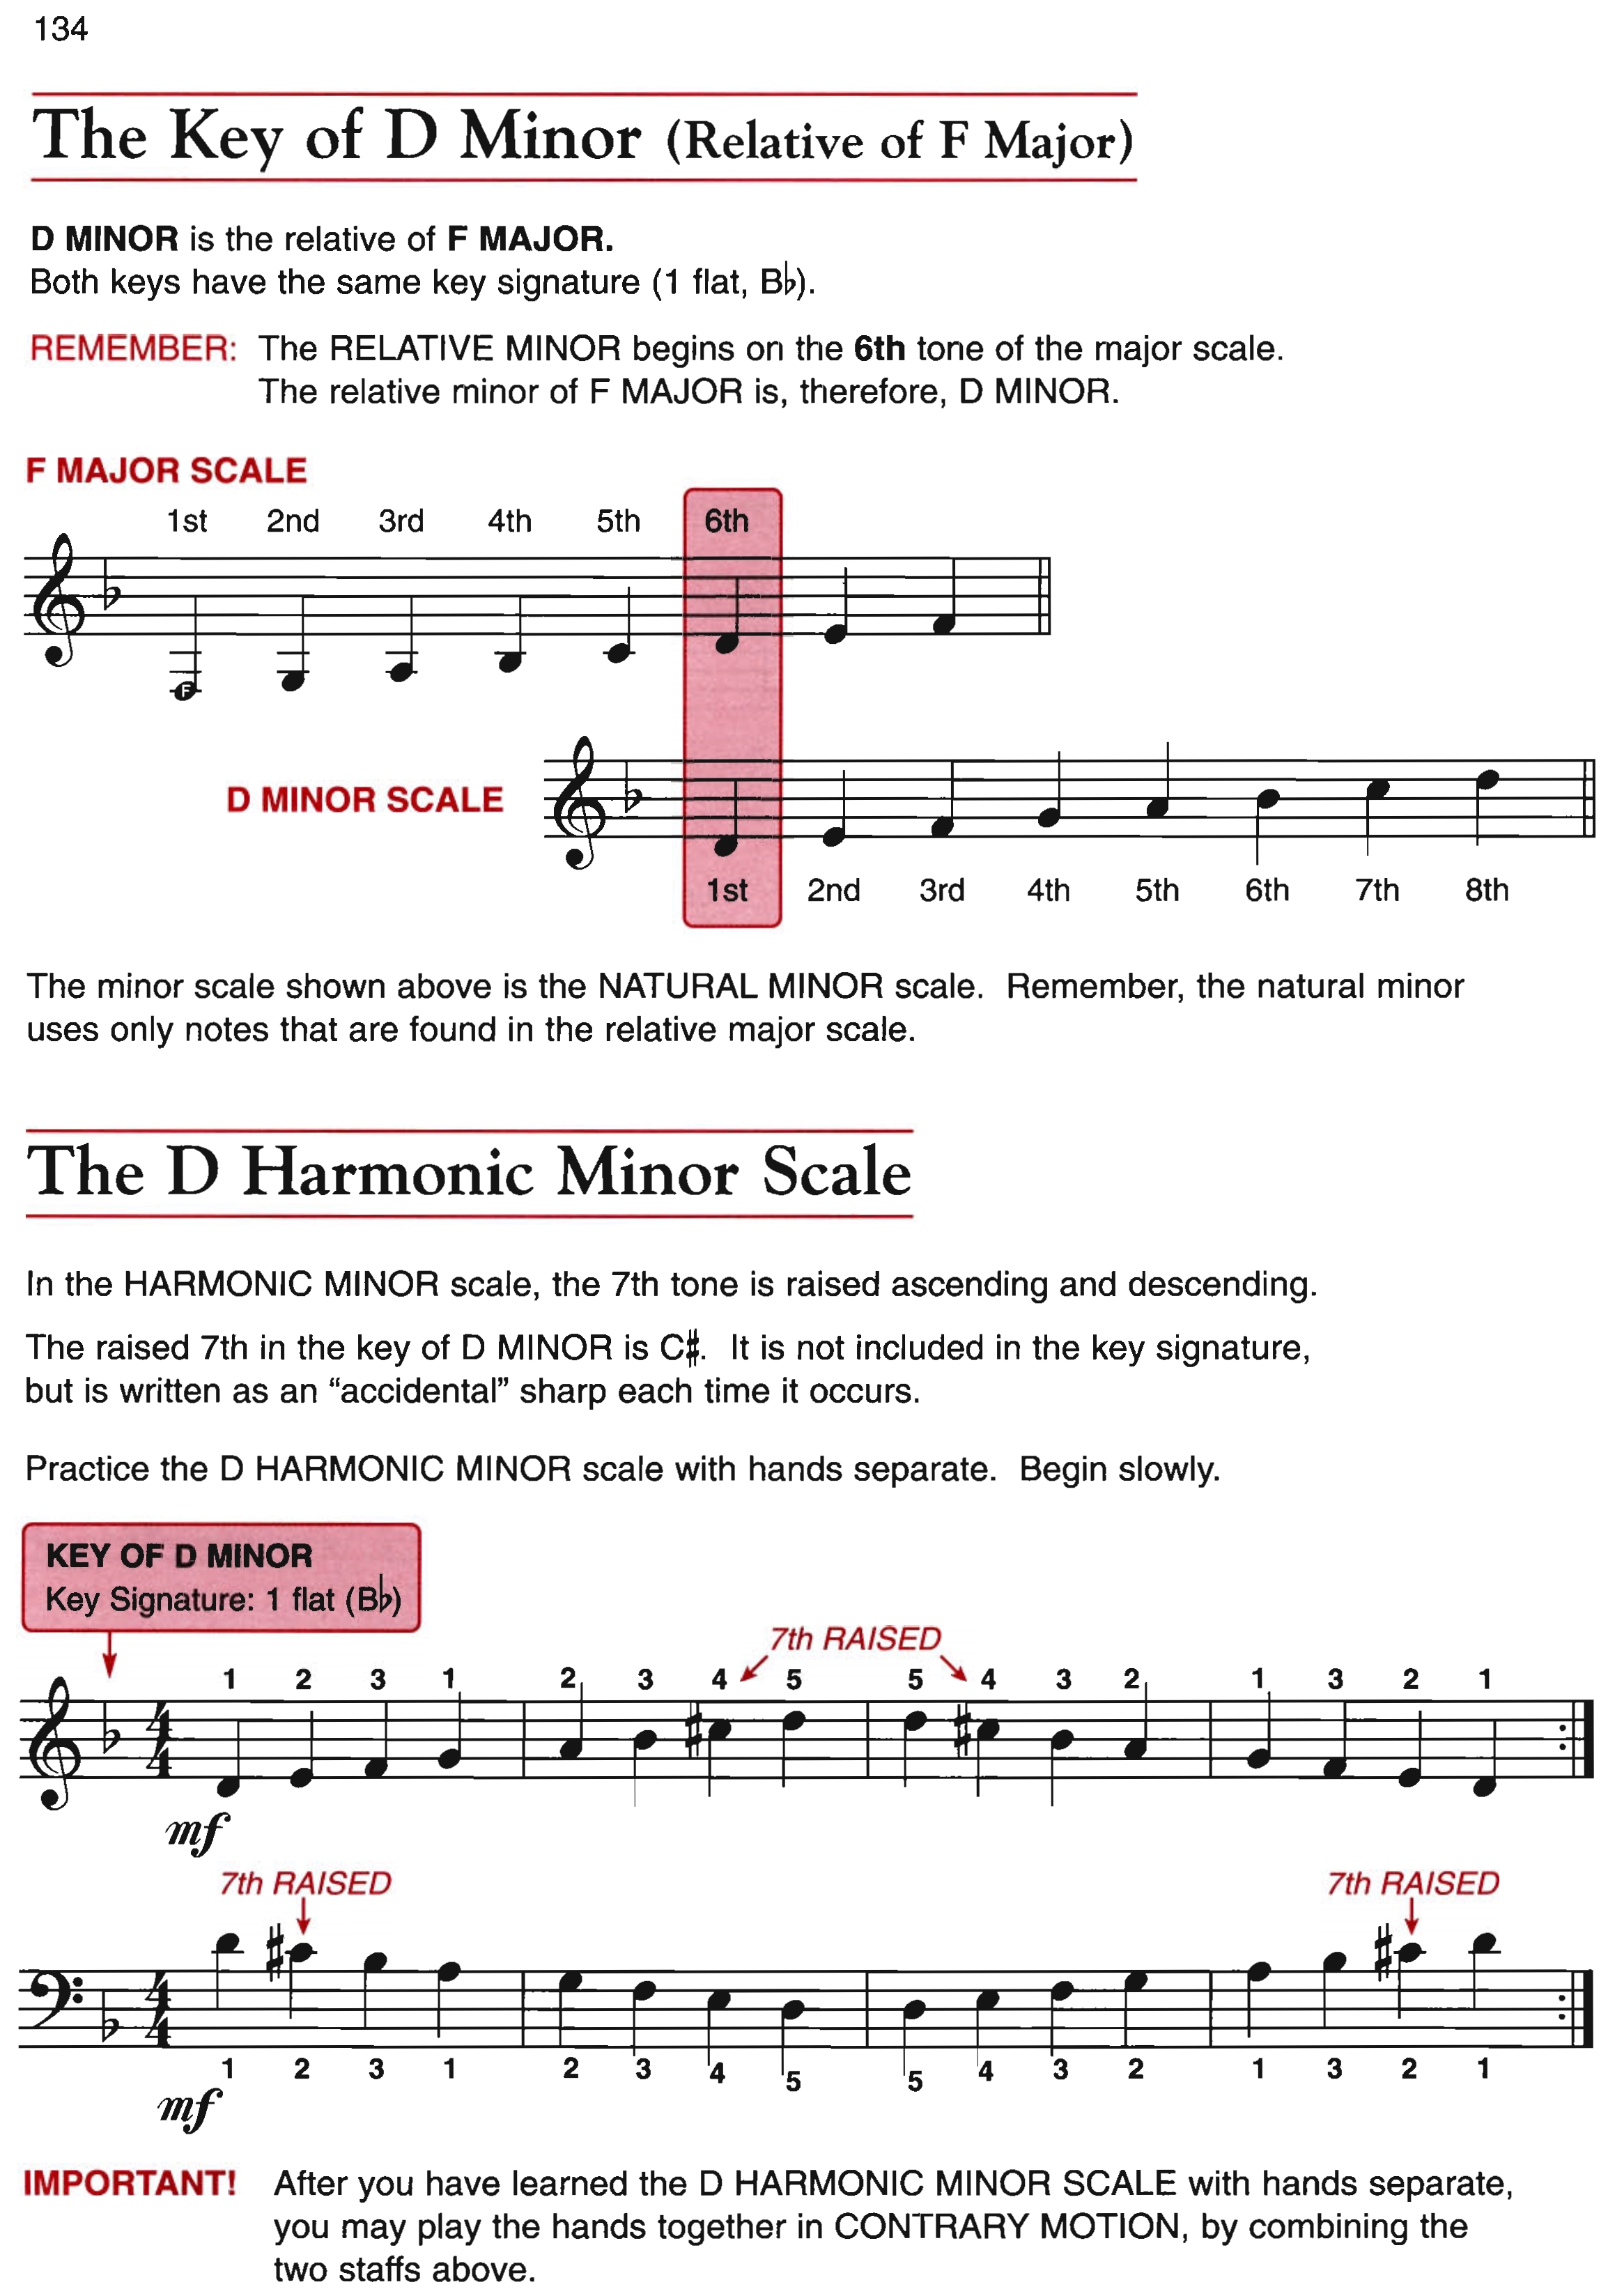 134
The Key of D Minor (Relative of F Major)
D MINOR is the relative of F MAJOR.
Both keys have the same key signature (1 flat, B♭).
REMEMBER: The RELATIVE MINOR begins on the 6th tone of the major scale.
The relative minor of F MAJOR is, therefore, D MINOR.
F MAJOR SCALE
1st 2nd 3rd 4th 5th 6th
F
D MINOR SCALE
1st 2nd 3rd 4th 5th 6th 7th 8th
The minor scale shown above is the NATURAL MINOR scale. Remember, the natural minor
uses only notes that are found in the relative major scale.
The D Harmonic Minor Scale
In the HARMONIC MINOR scale, the 7th tone is raised ascending and descending.
The raised 7th in the key of D MINOR is C♯. It is not included in the key signature,
but is written as an “accidental” sharp each time it occurs.
Practice the D HARMONIC MINOR scale with hands separate. Begin slowly.
KEY OF D MINOR
Key Signature: 1 flat (B♭)
7th RAISED
1 2 3 1 2 3 4 5 5 4 3 2 1 3 2 1
4
4
mf
7th RAISED 7th RAISED
4
4
1 2 3 1 2 3 4 5 5 4 3 2 1 3 2 1
mf
IMPORTANT! After you have learned the D HARMONIC MINOR SCALE with hands separate,
you may play the hands together in CONTRARY MOTION, by combining the
two staffs above.